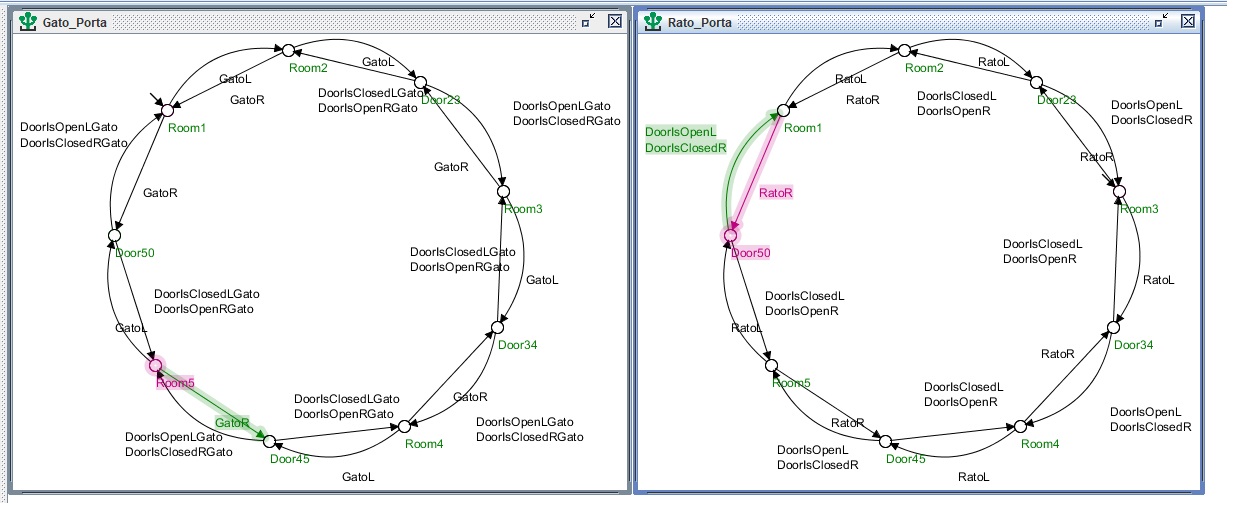 Gato_Porta
Room2
GatoL
GatoL
GatoR
DoorIsClosedLGato
DoorIsOpenRGato
Door23
DoorIsOpenLGato
DoorIsClosedRGato
DoorIsOpenLGato
DoorIsClosedRGato
Room1
GatoR
GatoR
Room3
Door50
DoorIsClosedLGato
DoorIsOpenRGato
GatoL
DoorIsClosedLGato
DoorIsOpenRGato
GatoL
Door34
Room5
DoorIsClosedLGato
DoorIsOpenRGato
GatoR
GatoR
DoorIsOpenLGato
DoorIsClosedRGato
DoorIsOpenLGato
DoorIsClosedRGato
Room4
Door45
GatoL
Rato_Porta
Room2
RatoL
RatoL
RatoR
DoorIsClosedL
DoorIsOpenR
Door23
DoorIsOpenL
DoorIsClosedR
DoorIsOpenL
DoorIsClosedR
Room1
RatoR
RatoR
Room3
Door50
DoorIsClosedL
DoorIsOpenR
RatoL
DoorIsClosedL
DoorIsOpenR
RatoL
Door34
RatoR
Room5
DoorIsClosedL
DoorIsOpenR
RatoR
DoorIsOpenL
DoorIsClosedR
DoorIsOpenL
DoorIsClosedR
Room4
Door45
RatoL